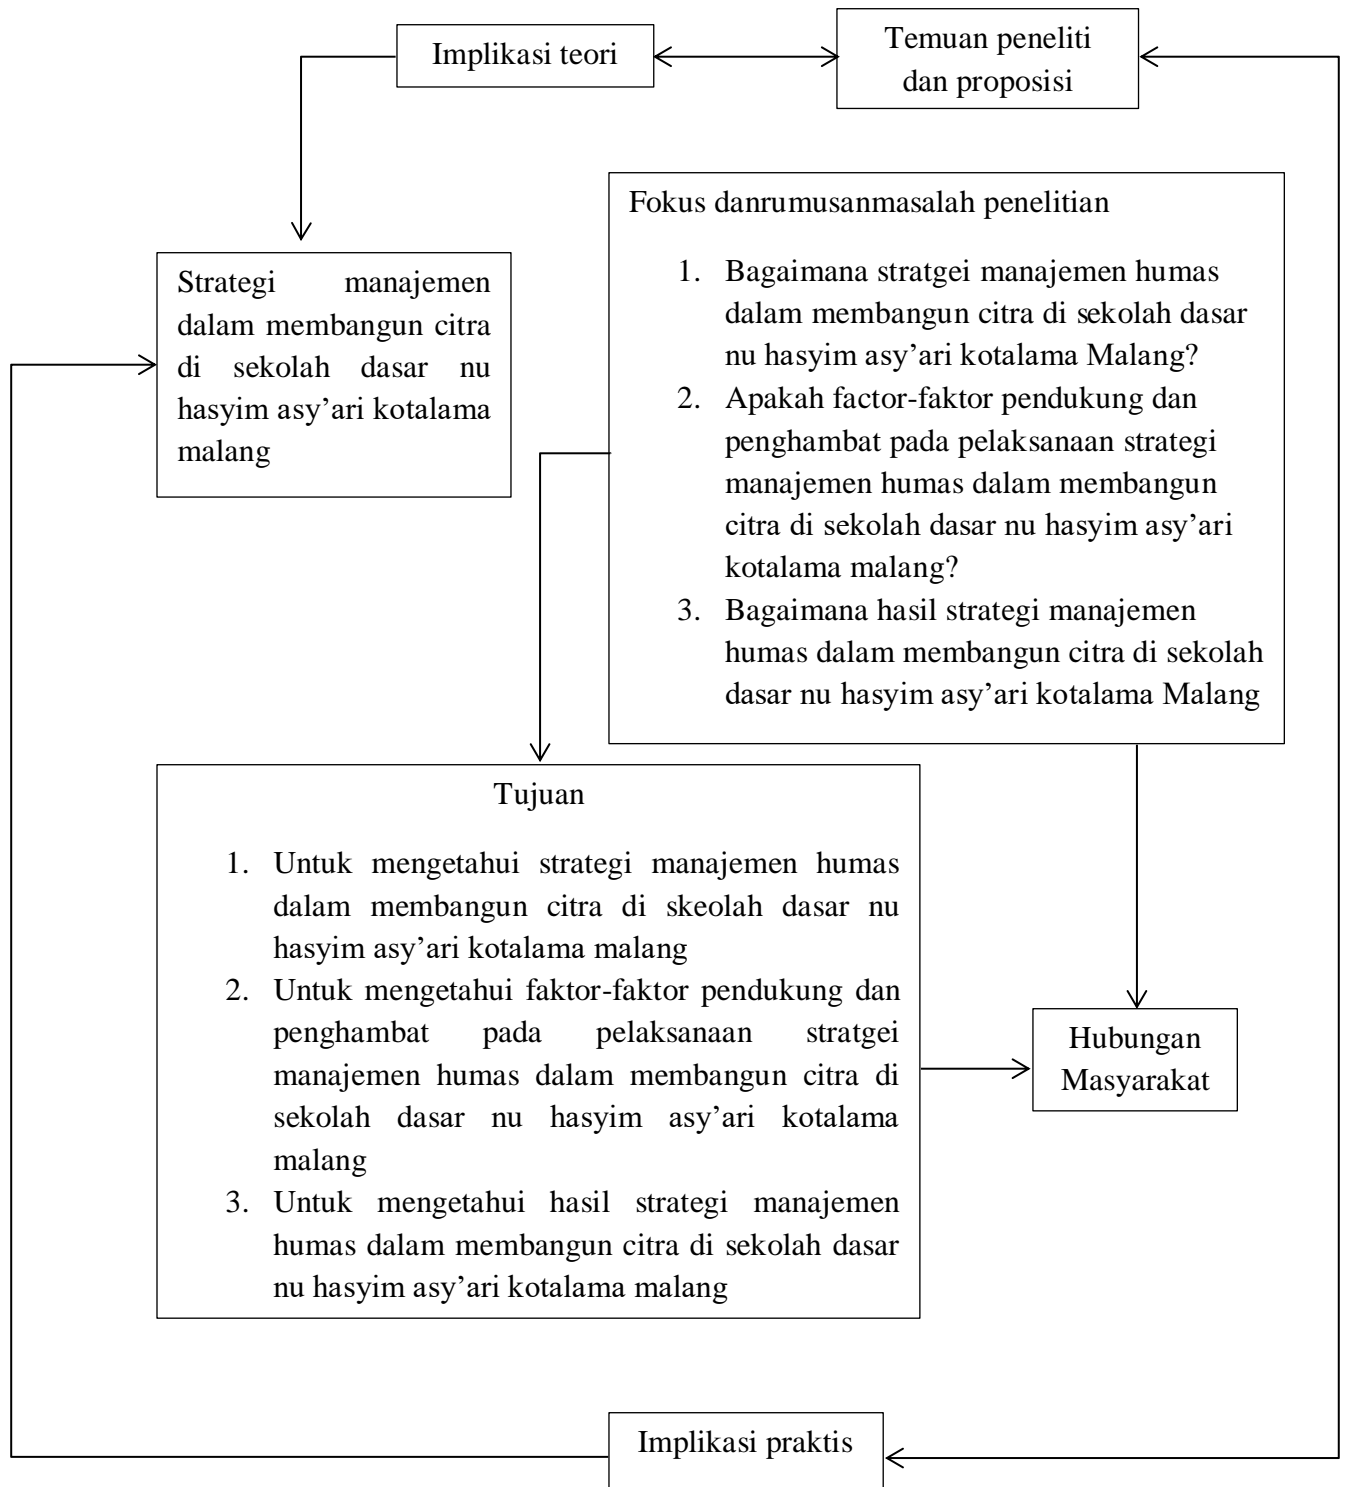 Implikasi teori
Temuan peneliti
dan proposisi
Fokus danrumusanmasalah penelitian
1. Bagaimana stratgei manajemen humas
dalam membangun citra di sekolah dasar
nu hasyim asy’ari kotalama Malang?
2. Apakah factor-faktor pendukung dan
penghambat pada pelaksanaan strategi
manajemen humas dalam membangun
citra di sekolah dasar nu hasyim asy’ari
kotalama malang?
3. Bagaimana hasil strategi manajemen
humas dalam membangun citra di sekolah
dasar nu hasyim asy’ari kotalama Malang
Strategi manajemen
dalam membangun citra
di sekolah dasar nu
hasyim asy’ari kotalama
malang
Tujuan
1. Untuk mengetahui strategi manajemen humas
dalam membangun citra di skeolah dasar nu
hasyim asy’ari kotalama malang
2. Untuk mengetahui faktor-faktor pendukung dan
penghambat pada pelaksanaan stratgei
manajemen humas dalam membangun citra di
sekolah dasar nu hasyim asy’ari kotalama
malang
3. Untuk mengetahui hasil strategi manajemen
humas dalam membangun citra di sekolah dasar
nu hasyim asy’ari kotalama malang
Hubungan
Masyarakat
Implikasi praktis